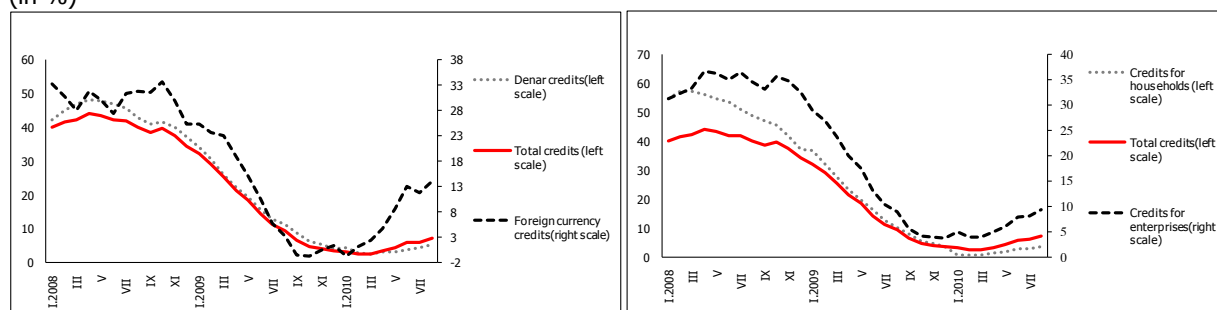 (in %)
60
50
40
30
20
10
0
38
33
28
23
18
13
8
3
-2
I.2008
III
V
VII
IX
XI
I.2009
III
V
VII
IX
XI
I.2010
III
V
VII
Denar credits(left
scale)
Total credits (left
scale)
Foreign currency
credits(right scale)
70
60
50
40
30
20
10
0
40
35
30
25
20
15
10
5
0
I.2008
III
V
VII
IX
XI
I.2009
III
V
VII
IX
XI
I.2010
III
V
VII
Credits for
households (left
scale)
Total credits(left
scale)
Credits for
enterprises(right
scale)